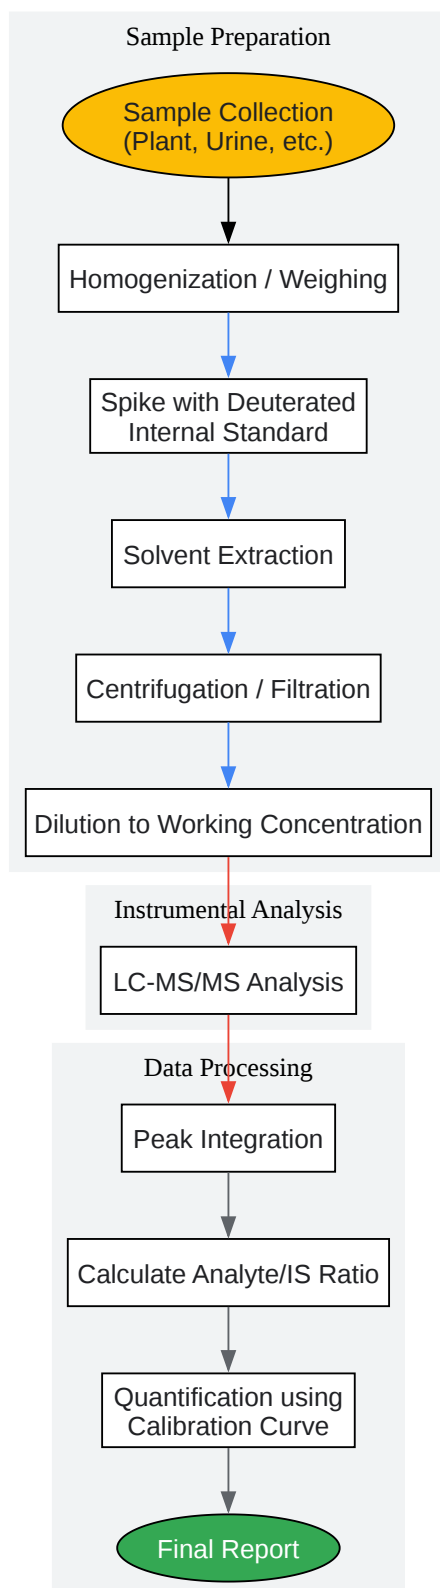 Sample Preparation
Sample Collection
(Plant, Urine, etc.)
Homogenization / Weighing
Spike with Deuterated
Internal Standard
Solvent Extraction
Centrifugation / Filtration
Dilution to Working Concentration
Instrumental Analysis
LC-MS/MS Analysis
Data Processing
Peak Integration
Calculate Analyte/IS Ratio
Quantification using
Calibration Curve
Final Report